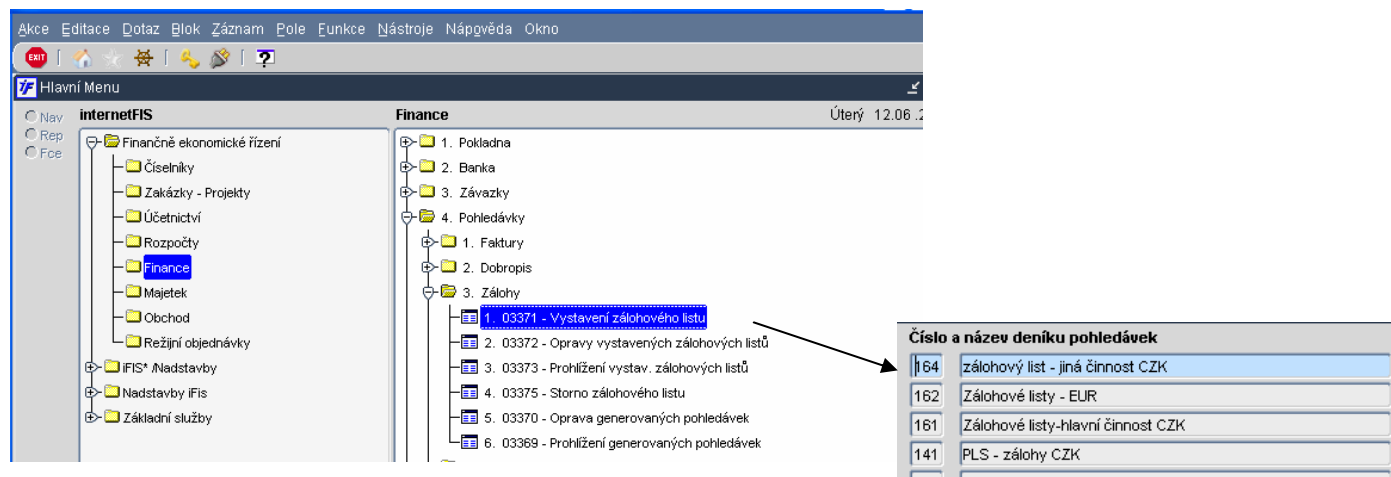 Akce Editace Dotaz Blok Záznam Pole Funkce Nástroje Nápověda Okno
EXIT
iF Hlavní Menu
Nav internetFIS Finance Úterý 12.06.2
Rep
Fce
Finančně ekonomické řízení
Číselníky
Zakázky - Projekty
Účetnictví
Rozpočty
Finance
Majetek
Obchod
Režijní objednávky
iFIS* /Nadstavby
Nadstavby iFis
Základní služby
1. Pokladna
2. Banka
3. Závazky
4. Pohledávky
1. Faktury
2. Dobropis
3. Zálohy
1. 03371 - Vystavení zálohového listu
2. 03372 - Opravy vystavených zálohových listů
3. 03373 - Prohlížení vystav. zálohových listů
4. 03375 - Storno zálohového listu
5. 03370 - Oprava generovaných pohledávek
6. 03369 - Prohlížení generovaných pohledávek
Číslo a název deníku pohledávek
164 zálohový list - jiná činnost CZK
162 Zálohové listy - EUR
161 Zálohové listy-hlavní činnost CZK
141 PLS - zálohy CZK